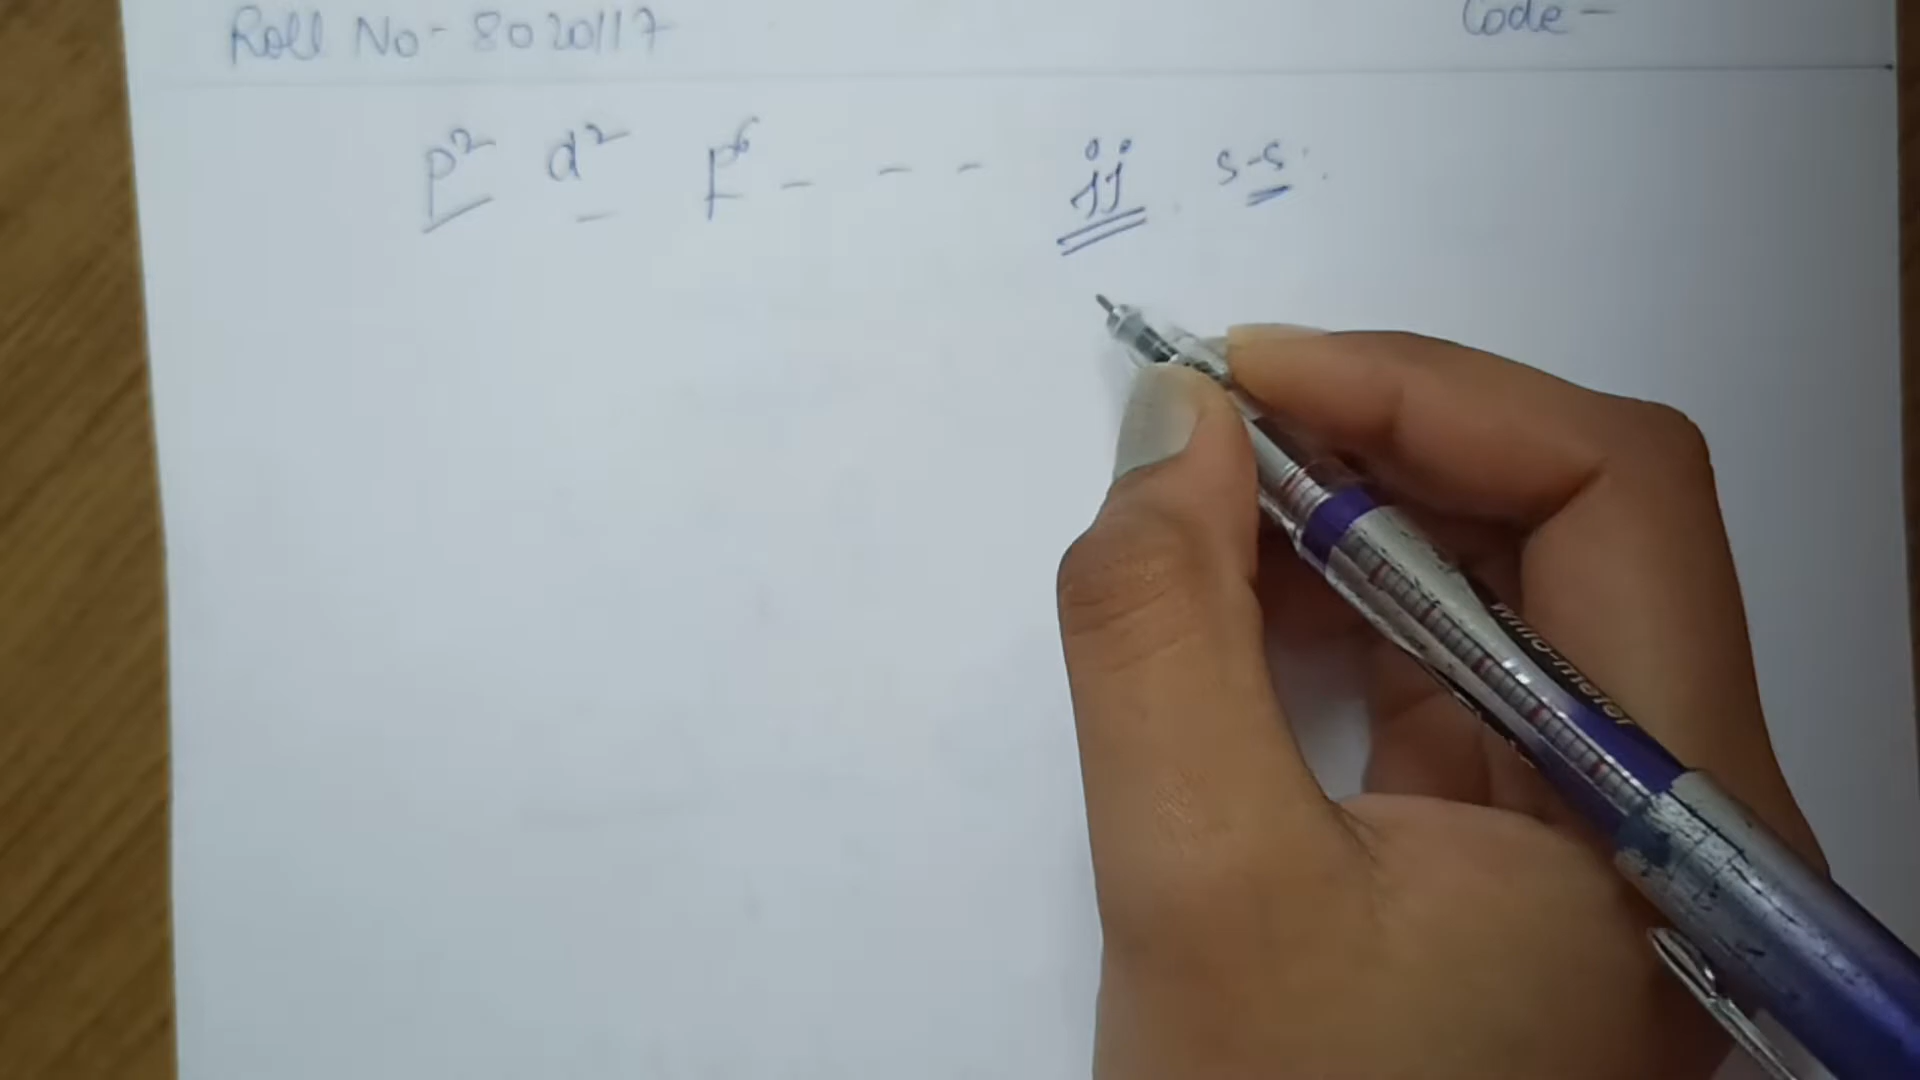 Roll No- 8020117 Code-
p² d² f⁶ - - - jj s-s